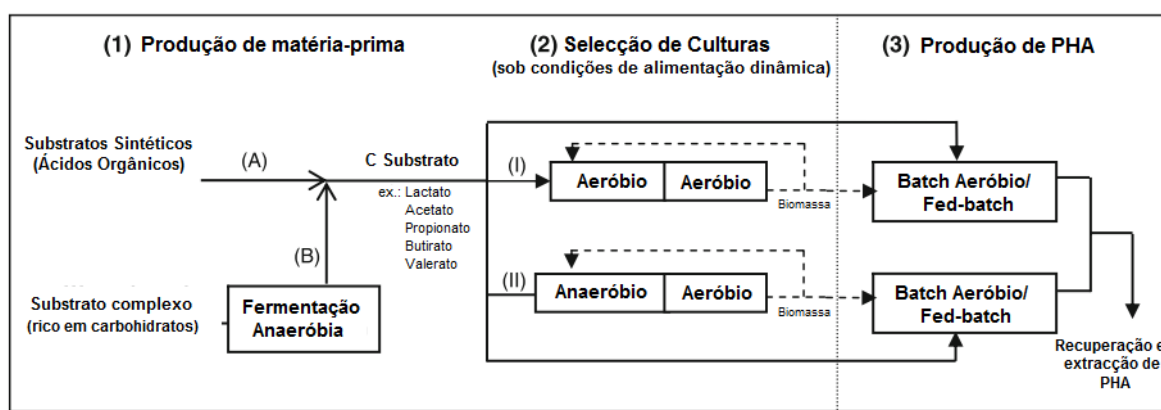 (1) Produção de matéria-prima
(2) Selecção de Culturas
(sob condições de alimentação dinâmica)
(3) Produção de PHA
Substratos Sintéticos
(Ácidos Orgânicos)
(A)
C Substrato
ex.: Lactato
Acetato
Propionato
Butirato
Valerato
(B)
Substrato complexo
(rico em carbohidratos)
Fermentação
Anaeróbia
(I)
Aeróbio
Aeróbio
Biomassa
Batch Aeróbio/
Fed-batch
(II)
Anaeróbio
Aeróbio
Biomassa
Batch Aeróbio/
Fed-batch
Recuperação e
extracção de
PHA